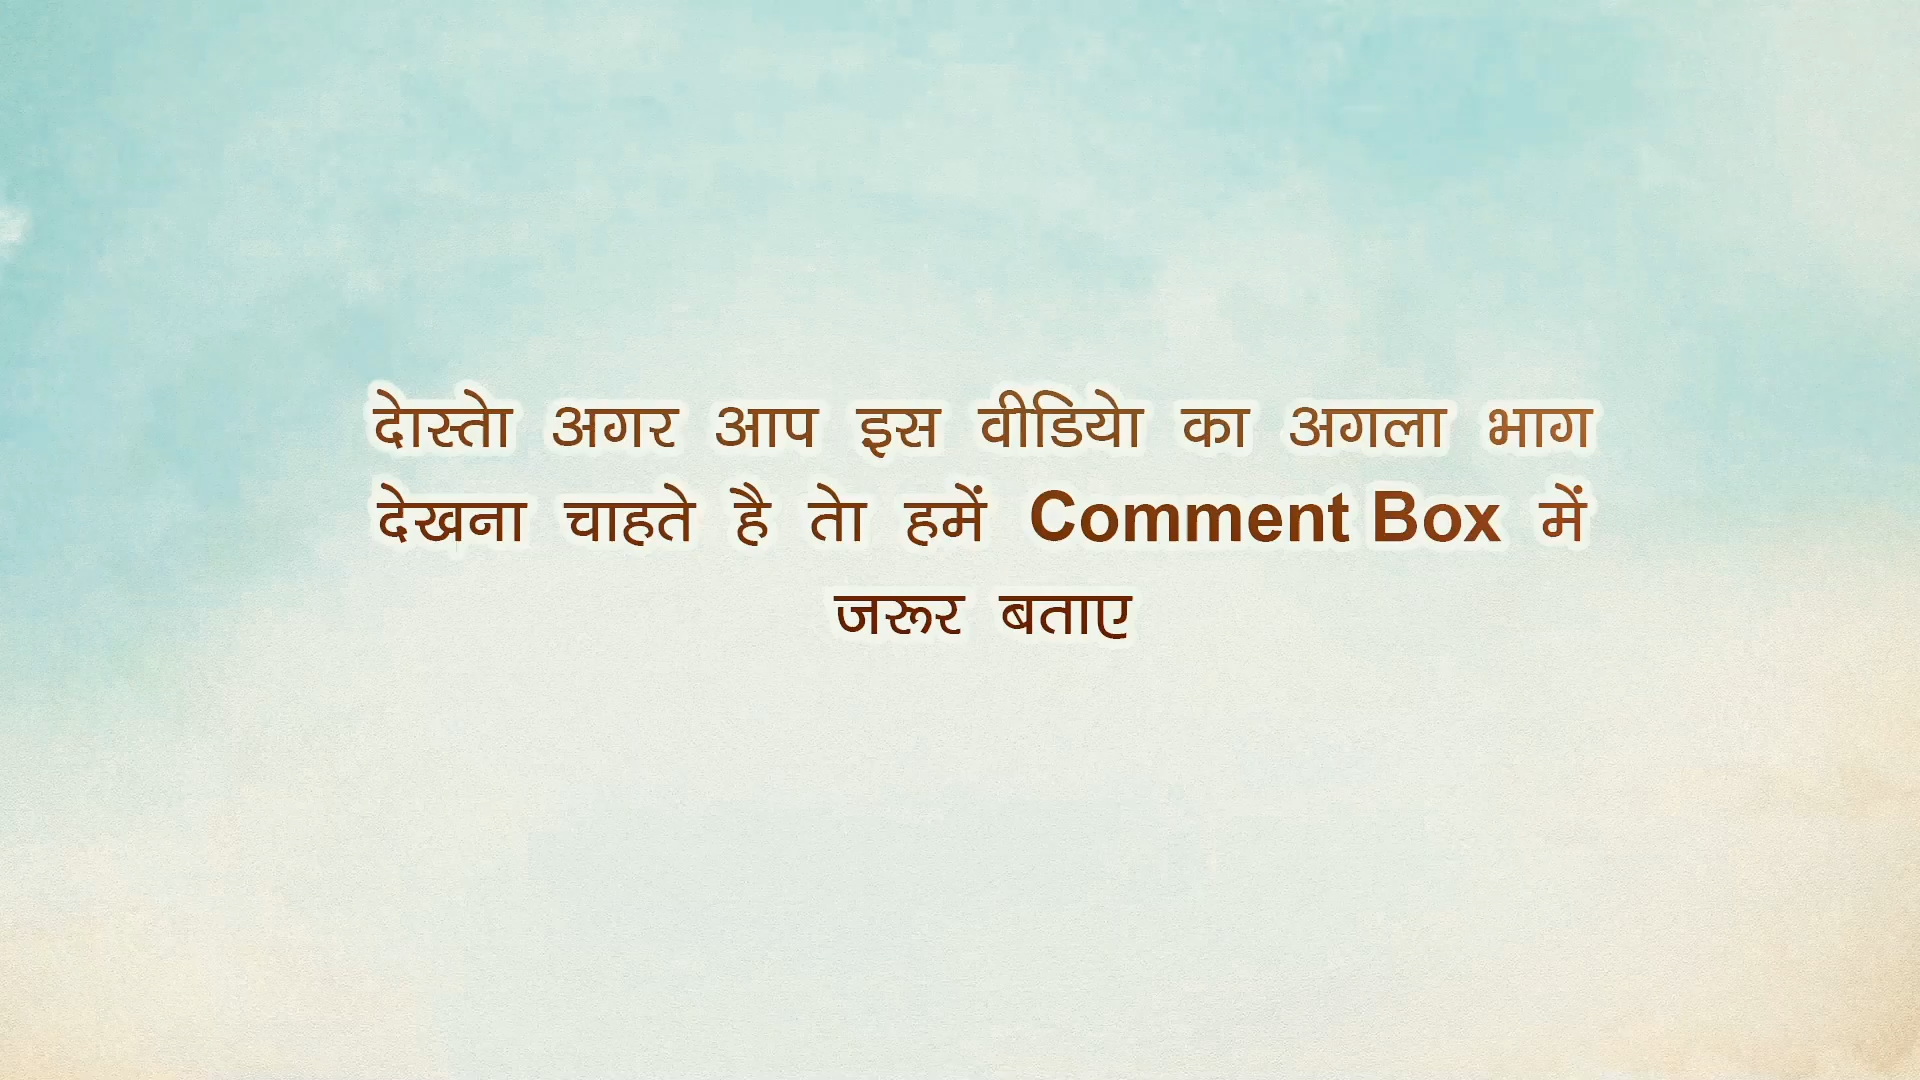 दोस्तो अगर आप इस वीडियो का अगला भाग
देखना चाहते है तो हमें Comment Box में
जरूर बताए